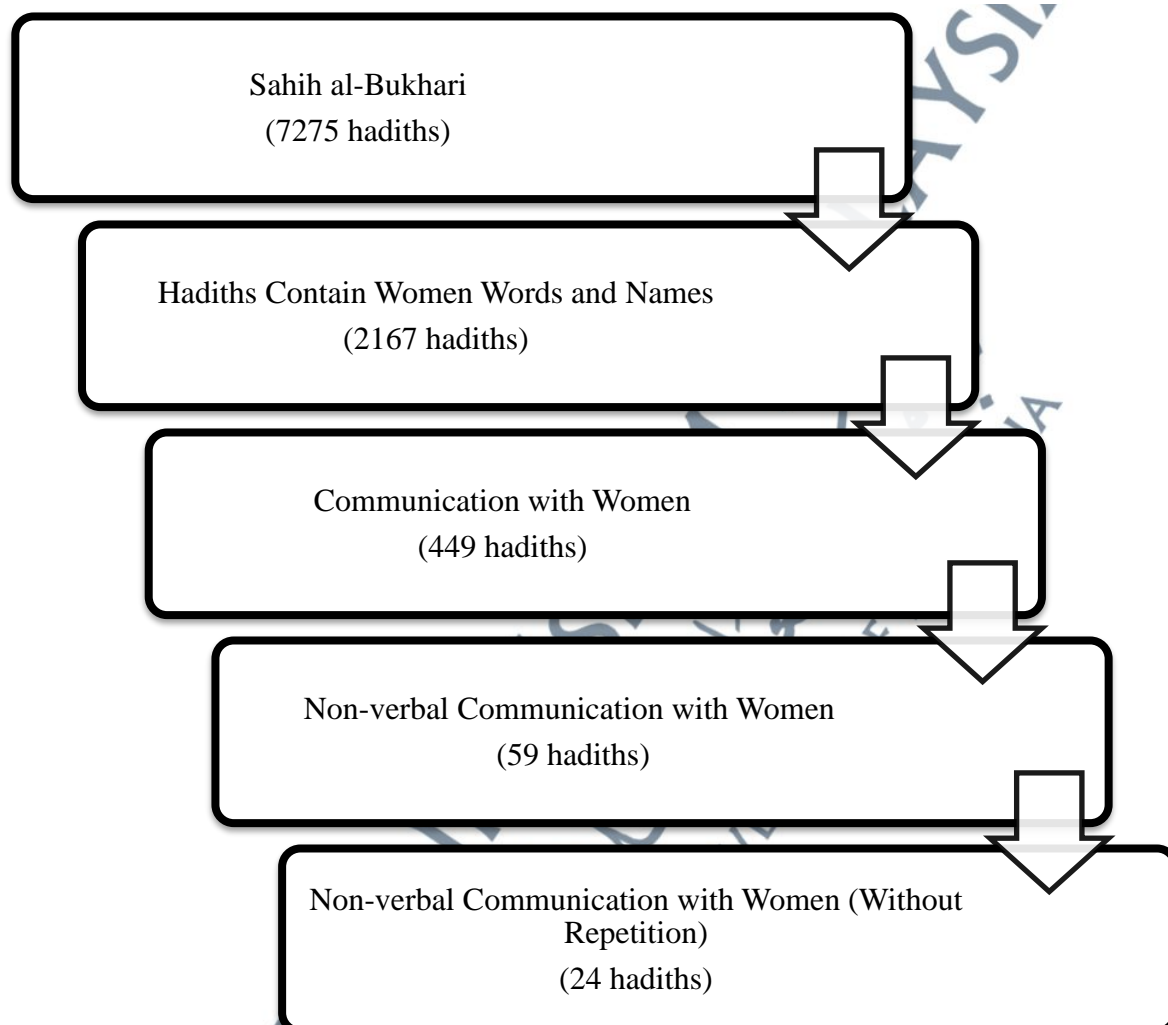 Sahih al-Bukhari
(7275 hadiths)
Hadiths Contain Women Words and Names
(2167 hadiths)
Communication with Women
(449 hadiths)
Non-verbal Communication with Women
(59 hadiths)
Non-verbal Communication with Women (Without
Repetition)
(24 hadiths)